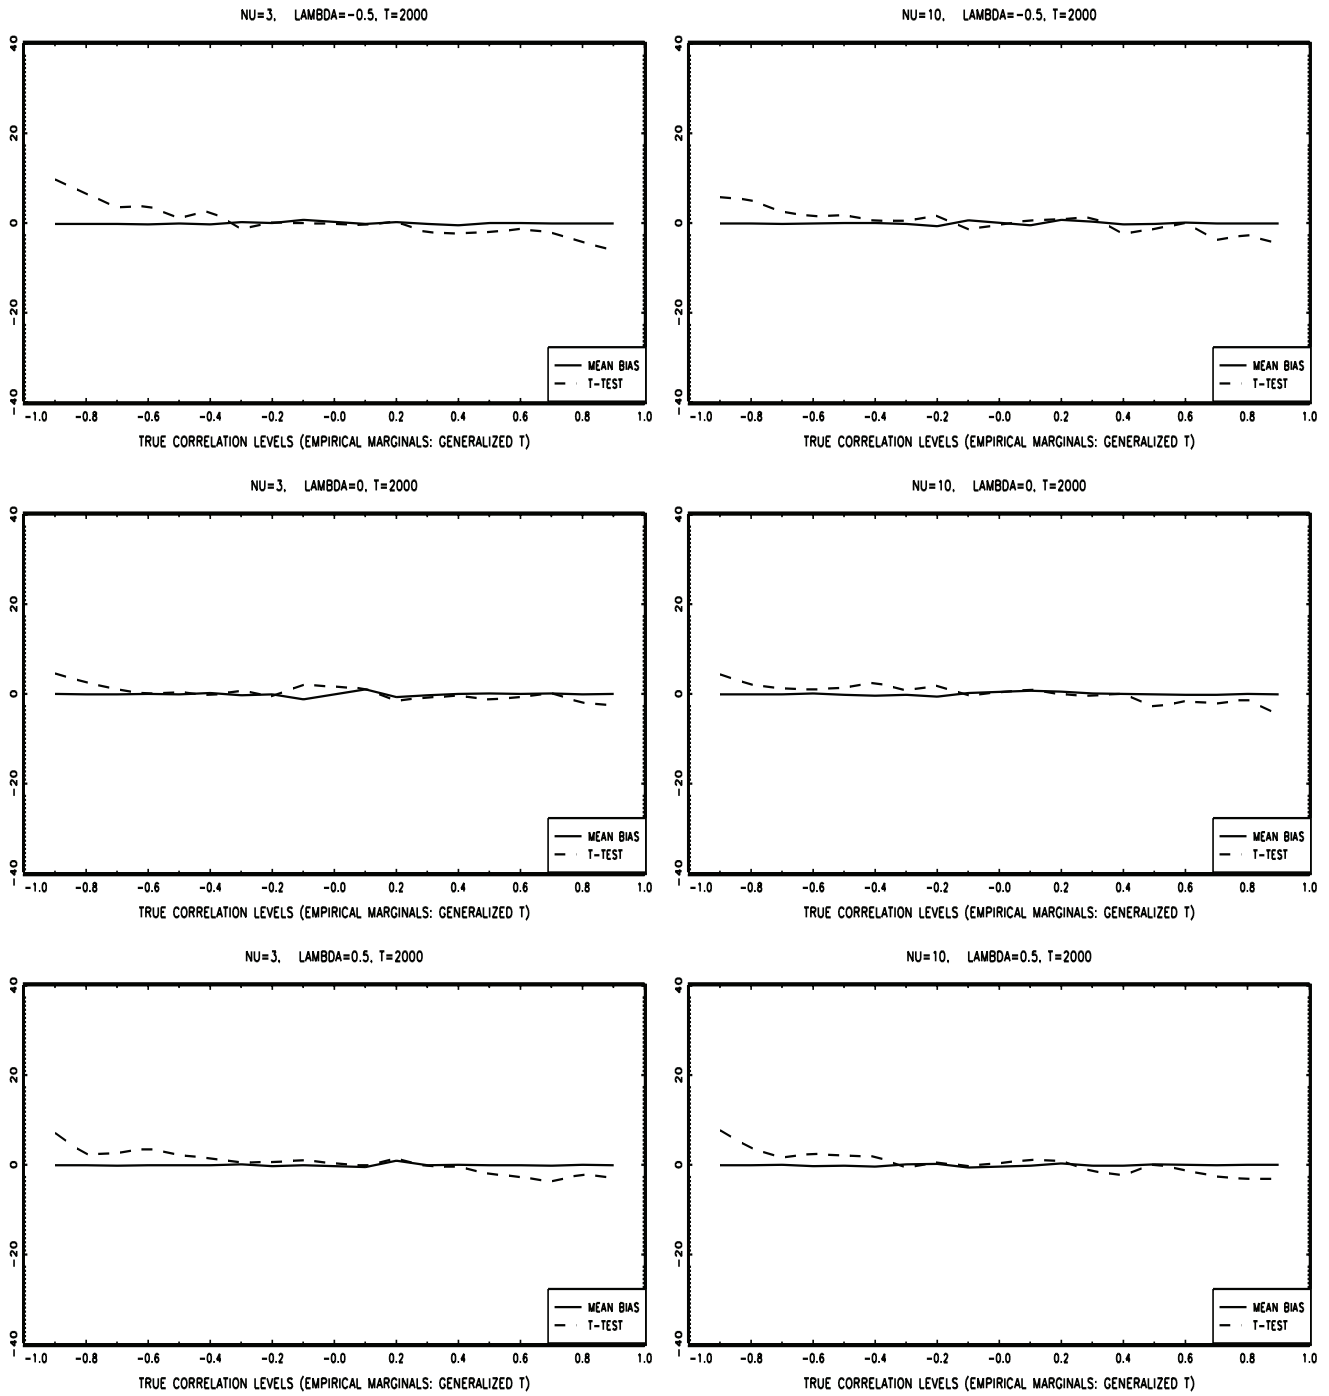 NU=3, LAMBDA=-0.5, T=2000
40
20
0
-20
-40
MEAN BIAS
T-TEST
-1.0 -0.8 -0.6 -0.4 -0.2 -0.0 0.2 0.4 0.6 0.8 1.0
TRUE CORRELATION LEVELS (EMPIRICAL MARGINALS: GENERALIZED T)
NU=10, LAMBDA=-0.5, T=2000
40
20
0
-20
-40
MEAN BIAS
T-TEST
-1.0 -0.8 -0.6 -0.4 -0.2 -0.0 0.2 0.4 0.6 0.8 1.0
TRUE CORRELATION LEVELS (EMPIRICAL MARGINALS: GENERALIZED T)
NU=3, LAMBDA=0, T=2000
40
20
0
-20
-40
MEAN BIAS
T-TEST
-1.0 -0.8 -0.6 -0.4 -0.2 -0.0 0.2 0.4 0.6 0.8 1.0
TRUE CORRELATION LEVELS (EMPIRICAL MARGINALS: GENERALIZED T)
NU=10, LAMBDA=0, T=2000
40
20
0
-20
-40
MEAN BIAS
T-TEST
-1.0 -0.8 -0.6 -0.4 -0.2 -0.0 0.2 0.4 0.6 0.8 1.0
TRUE CORRELATION LEVELS (EMPIRICAL MARGINALS: GENERALIZED T)
NU=3, LAMBDA=0.5, T=2000
40
20
0
-20
-40
MEAN BIAS
T-TEST
-1.0 -0.8 -0.6 -0.4 -0.2 -0.0 0.2 0.4 0.6 0.8 1.0
TRUE CORRELATION LEVELS (EMPIRICAL MARGINALS: GENERALIZED T)
NU=10, LAMBDA=0.5, T=2000
40
20
0
-20
-40
MEAN BIAS
T-TEST
-1.0 -0.8 -0.6 -0.4 -0.2 -0.0 0.2 0.4 0.6 0.8 1.0
TRUE CORRELATION LEVELS (EMPIRICAL MARGINALS: GENERALIZED T)